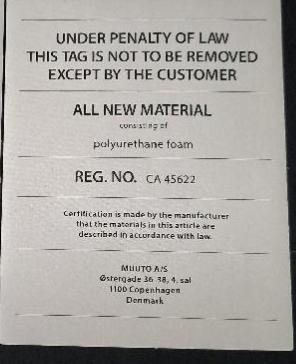 UNDER PENALTY OF LAW
THIS TAG IS NOT TO BE REMOVED
EXCEPT BY THE CUSTOMER
ALL NEW MATERIAL
consisting of
polyurethane foam
REG. NO. CA 45622
Certification is made by the manufacturer
that the materials in this article are
described in accordance with law.
MUUTO A/S
Østergade 36-38, 4. sal
1100 Copenhagen
Denmark